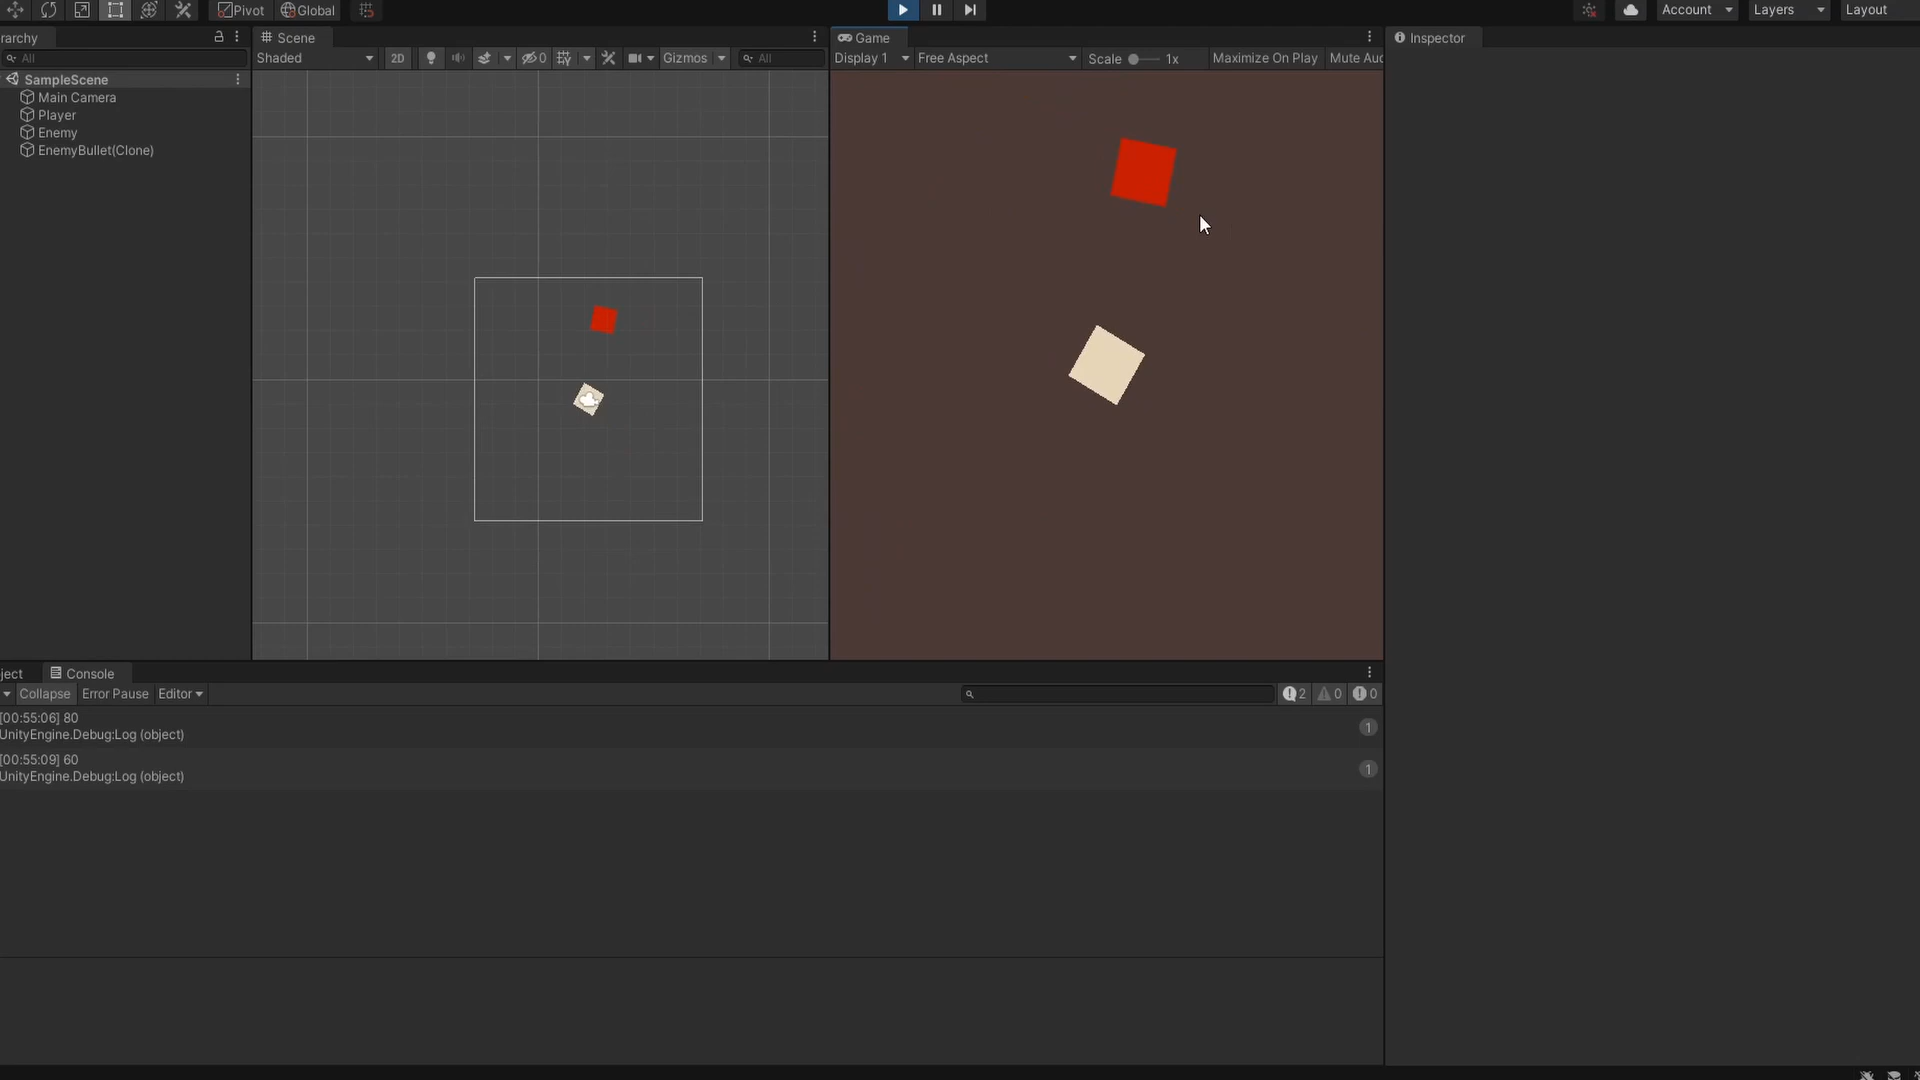 Pivot Global Account Layers Layout
rarchy
All
SampleScene
Main Camera
Player
Enemy
EnemyBullet(Clone)
Scene
Shaded 2D 0 Gizmos All
Game
Display 1 Free Aspect Scale 1x Maximize On Play Mute Auc
Inspector
ject Console
Collapse Error Pause Editor 2 0 0
[00:55:06] 80
UnityEngine.Debug:Log (object)
1
[00:55:09] 60
UnityEngine.Debug:Log (object)
1